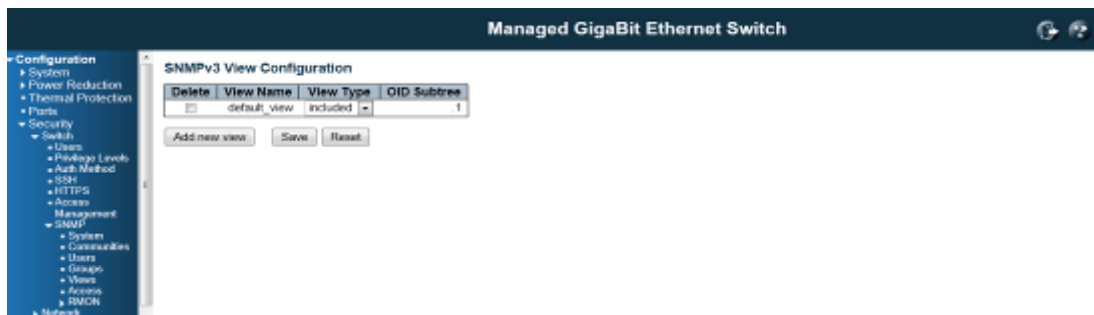 Managed GigaBit Ethernet Switch
Configuration
System
Power Reduction
Thermal Protection
Ports
Security
Switch
Users
Privilege Levels
Auth Method
SSH
HTTPS
Access
Management
SNMP
System
Communities
Users
Groups
Views
Access
RMON
Network
SNMPv3 View Configuration
Delete View Name View Type OID Subtree
default_view included .1
Add new view Save Reset